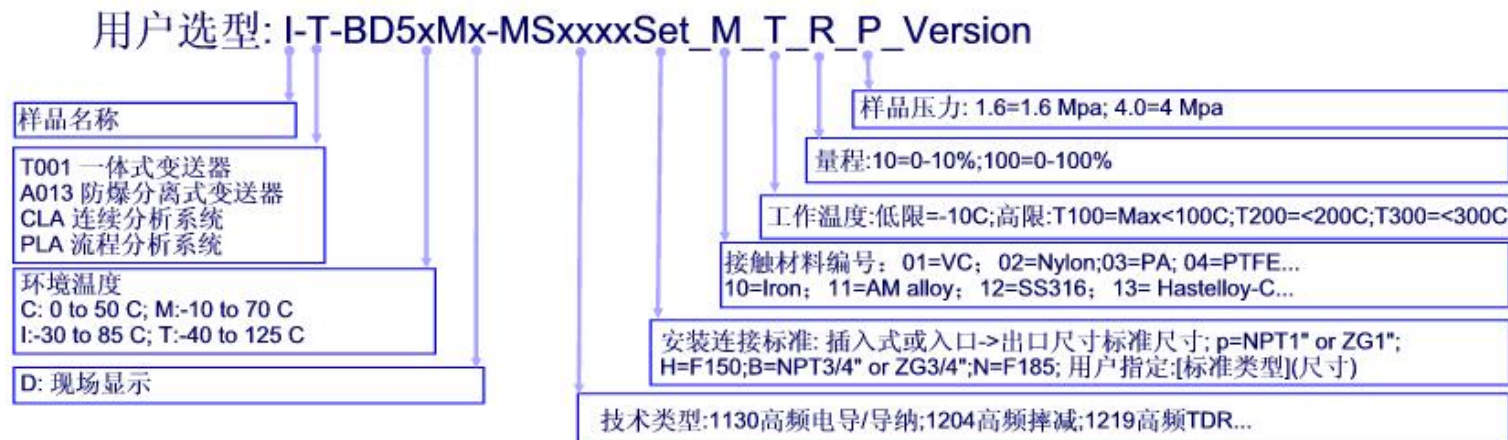 用户选型: I-T-BD5xMx-MSxxxxSet_M_T_R_P_Version
样品名称
样品压力: 1.6=1.6 Mpa; 4.0=4 Mpa
T001 一体式变送器
A013 防爆分离式变送器
CLA 连续分析系统
PLA 流程分析系统
量程:10=0-10%;100=0-100%
工作温度:低限=-10C;高限:T100=Max<100C;T200=<200C;T300=<300C
环境温度
C: 0 to 50 C; M:-10 to 70 C
I:-30 to 85 C; T:-40 to 125 C
接触材料编号：01=VC；02=Nylon;03=PA; 04=PTFE...
10=Iron；11=AM alloy；12=SS316；13= Hastelloy-C...
安装连接标准: 插入式或入口->出口尺寸标准尺寸; p=NPT1" or ZG1";
H=F150;B=NPT3/4" or ZG3/4";N=F185; 用户指定:[标准类型](尺寸)
D: 现场显示
技术类型:1130高频电导/导纳;1204高频摔减;1219高频TDR...